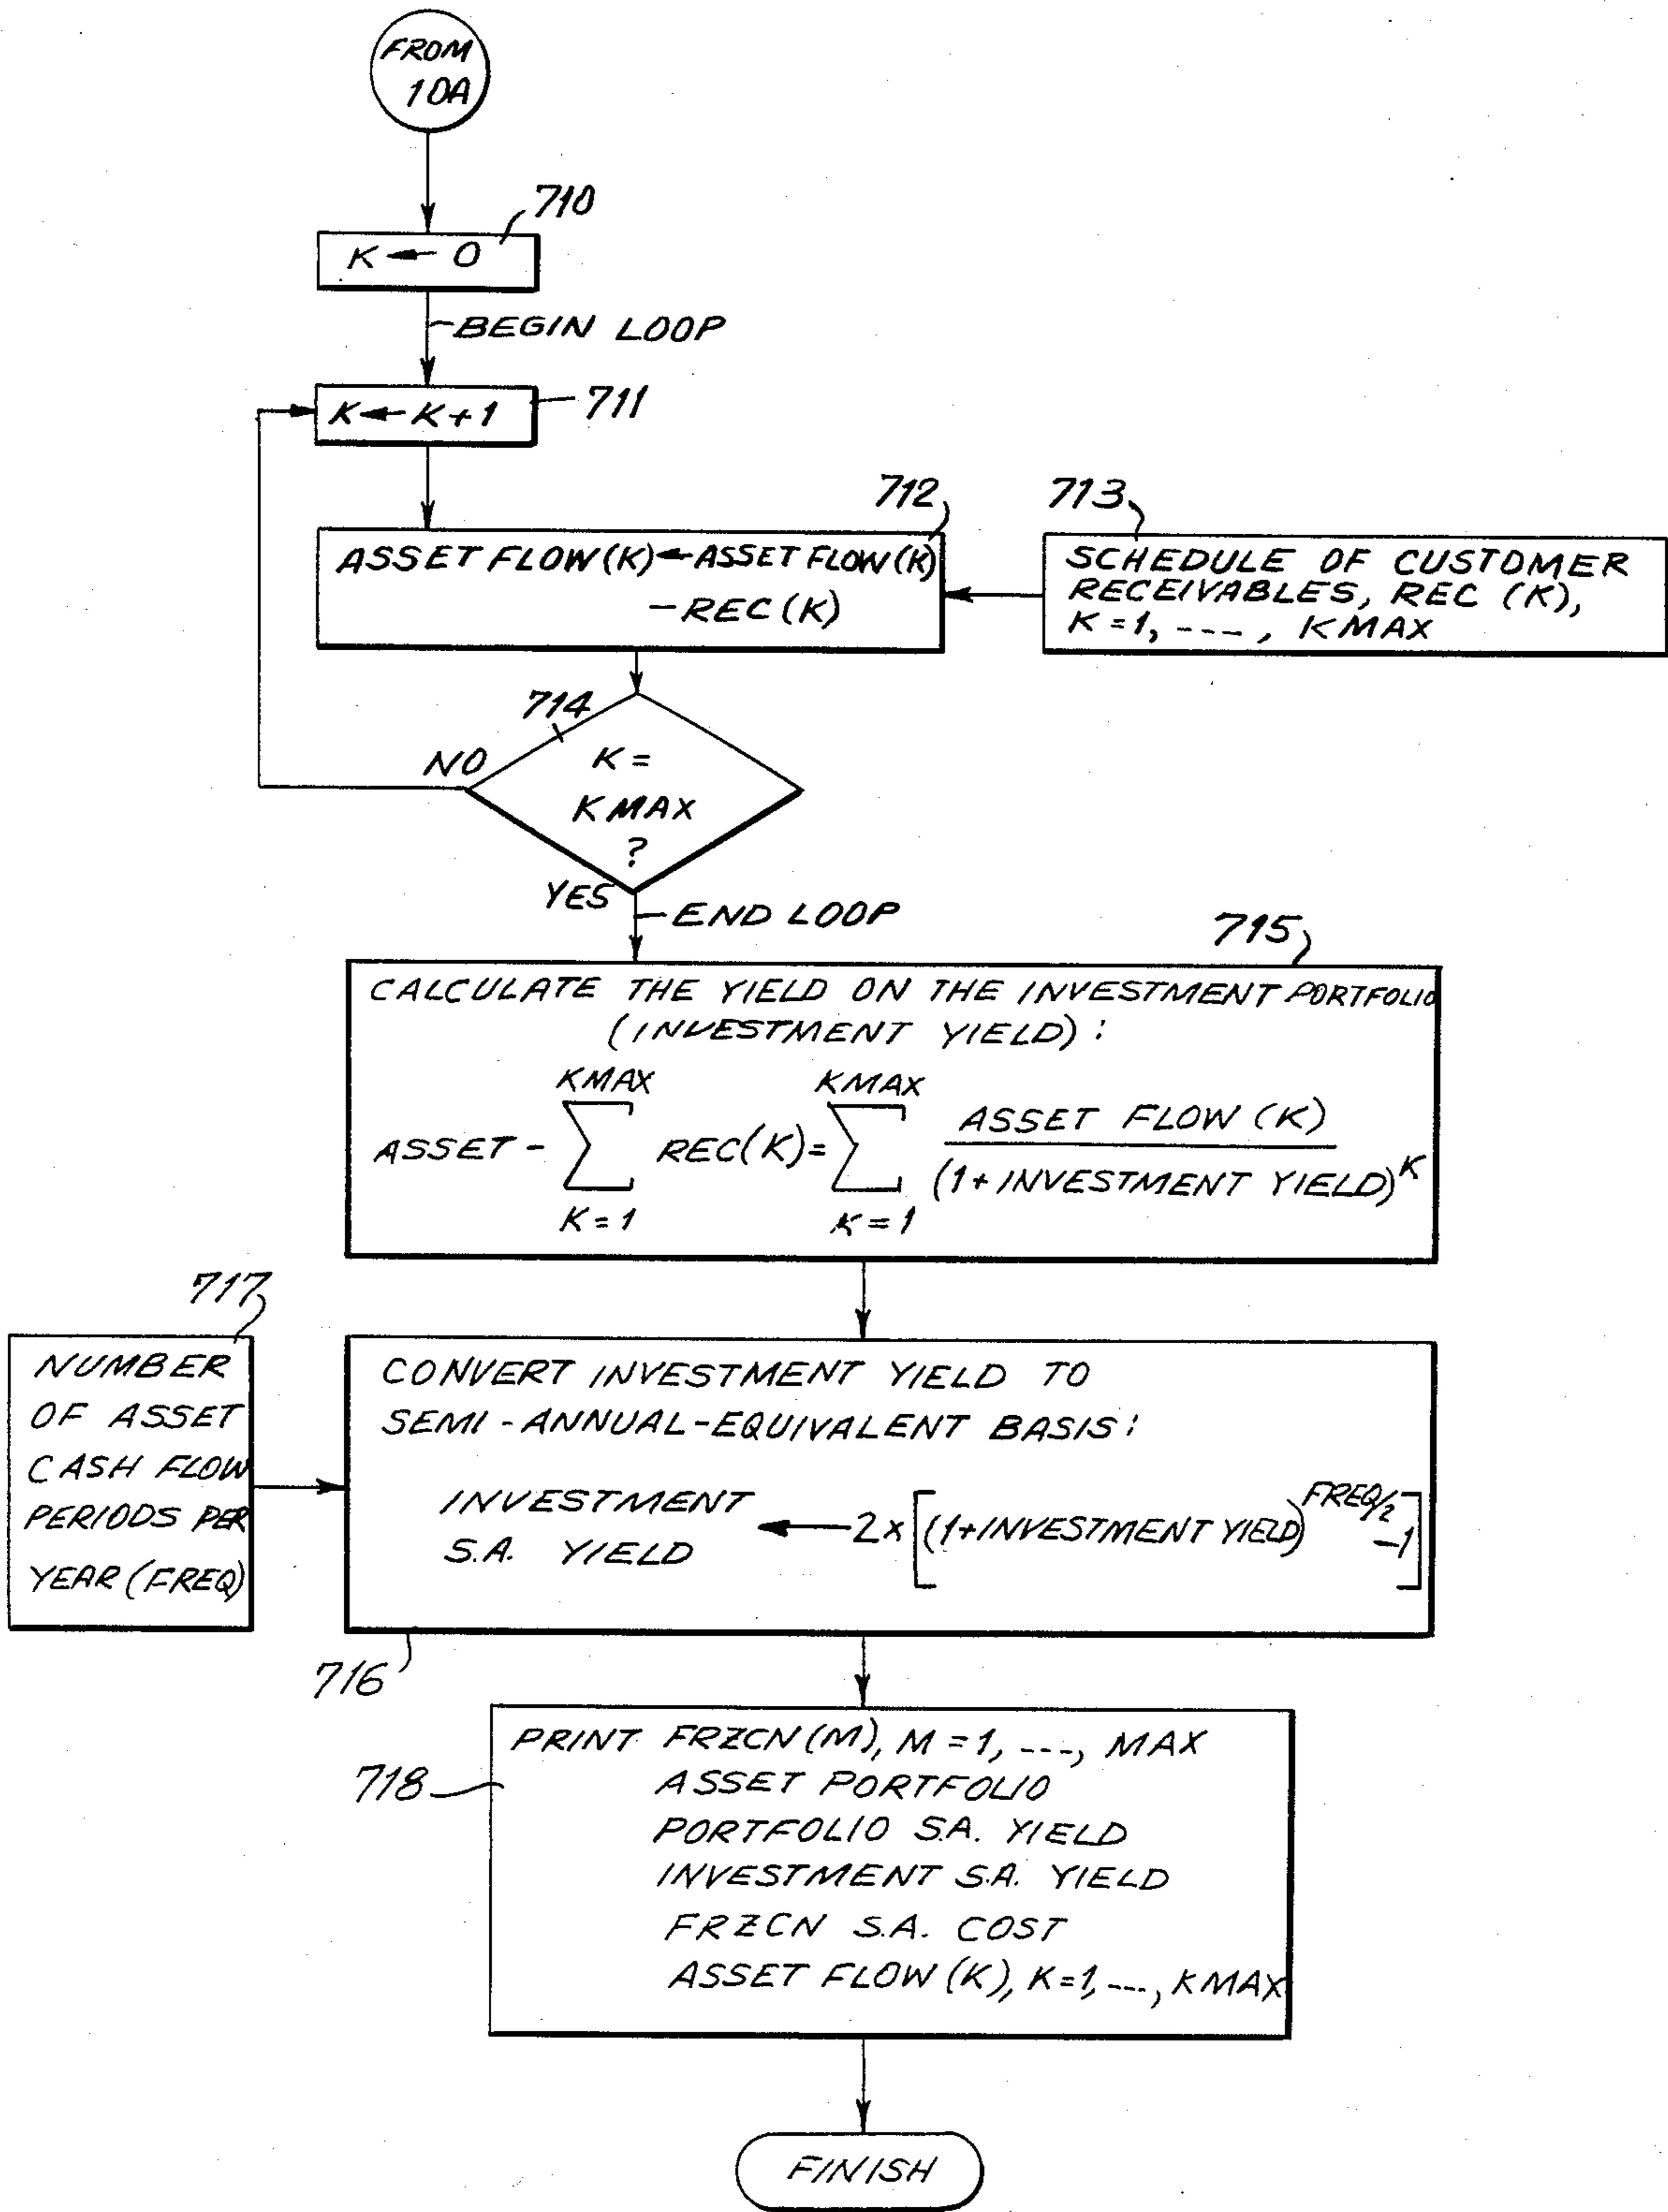 FROM
10A
710
K ← 0
BEGIN LOOP
K ← K + 1
711
712
ASSET FLOW (K) ← ASSET FLOW (K)
- REC (K)
713
SCHEDULE OF CUSTOMER
RECEIVABLES, REC (K),
K = 1, ---, KMAX
714
NO
K =
KMAX
?
YES
END LOOP
715
CALCULATE THE YIELD ON THE INVESTMENT PORTFOLIO
(INVESTMENT YIELD) :
KMAX KMAX
ASSET - ∑ REC(K) = ∑ ASSET FLOW (K) / (1 + INVESTMENT YIELD)^K
K = 1 K = 1
717
NUMBER
OF ASSET
CASH FLOW
PERIODS PER
YEAR (FREQ)
CONVERT INVESTMENT YIELD TO
SEMI-ANNUAL-EQUIVALENT BASIS :
INVESTMENT
S.A. YIELD
← 2 x [(1 + INVESTMENT YIELD)^FREQ/2 - 1]
716
718
PRINT FRZCN (M), M = 1, ---, MAX
ASSET PORTFOLIO
PORTFOLIO S.A. YIELD
INVESTMENT S.A. YIELD
FRZCN S.A. COST
ASSET FLOW (K), K = 1, ---, KMAX
FINISH